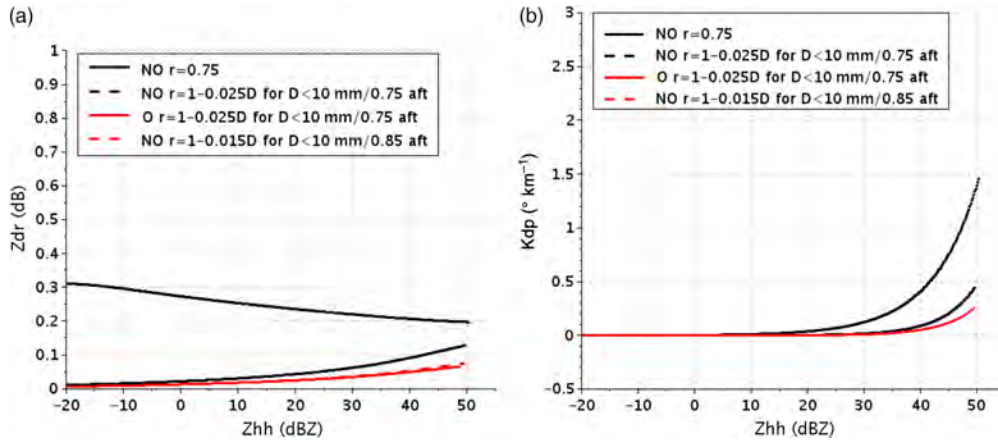 (a)
1
0.9
0.8
0.7
0.6
0.5
0.4
0.3
0.2
0.1
0
Zdr (dB)
NO r=0.75
NO r=1−0.025D for D<10 mm/0.75 aft
O r=1−0.025D for D<10 mm/0.75 aft
NO r=1−0.015D for D<10 mm/0.85 aft
−20 −10 0 10 20 30 40 50
Zhh (dBZ)
(b)
3
2.5
2
1.5
1
0.5
0
−0.5
Kdp (° km⁻¹)
NO r=0.75
NO r=1−0.025D for D<10 mm/0.75 aft
O r=1−0.025D for D<10 mm/0.75 aft
NO r=1−0.015D for D<10 mm/0.85 aft
−20 −10 0 10 20 30 40 50
Zhh (dBZ)